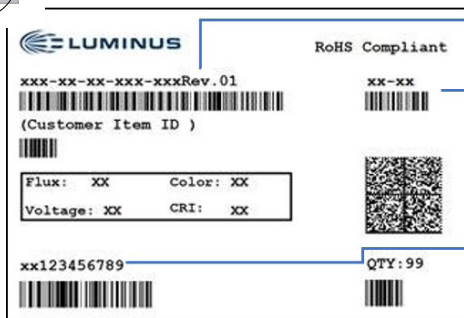 LUMINUS
RoHS Compliant
xxx-xx-xx-xxx-xxxRev.01
xx-xx
(Customer Item ID )
Flux: XX Color: XX
Voltage: XX CRI: XX
xx123456789
QTY:99